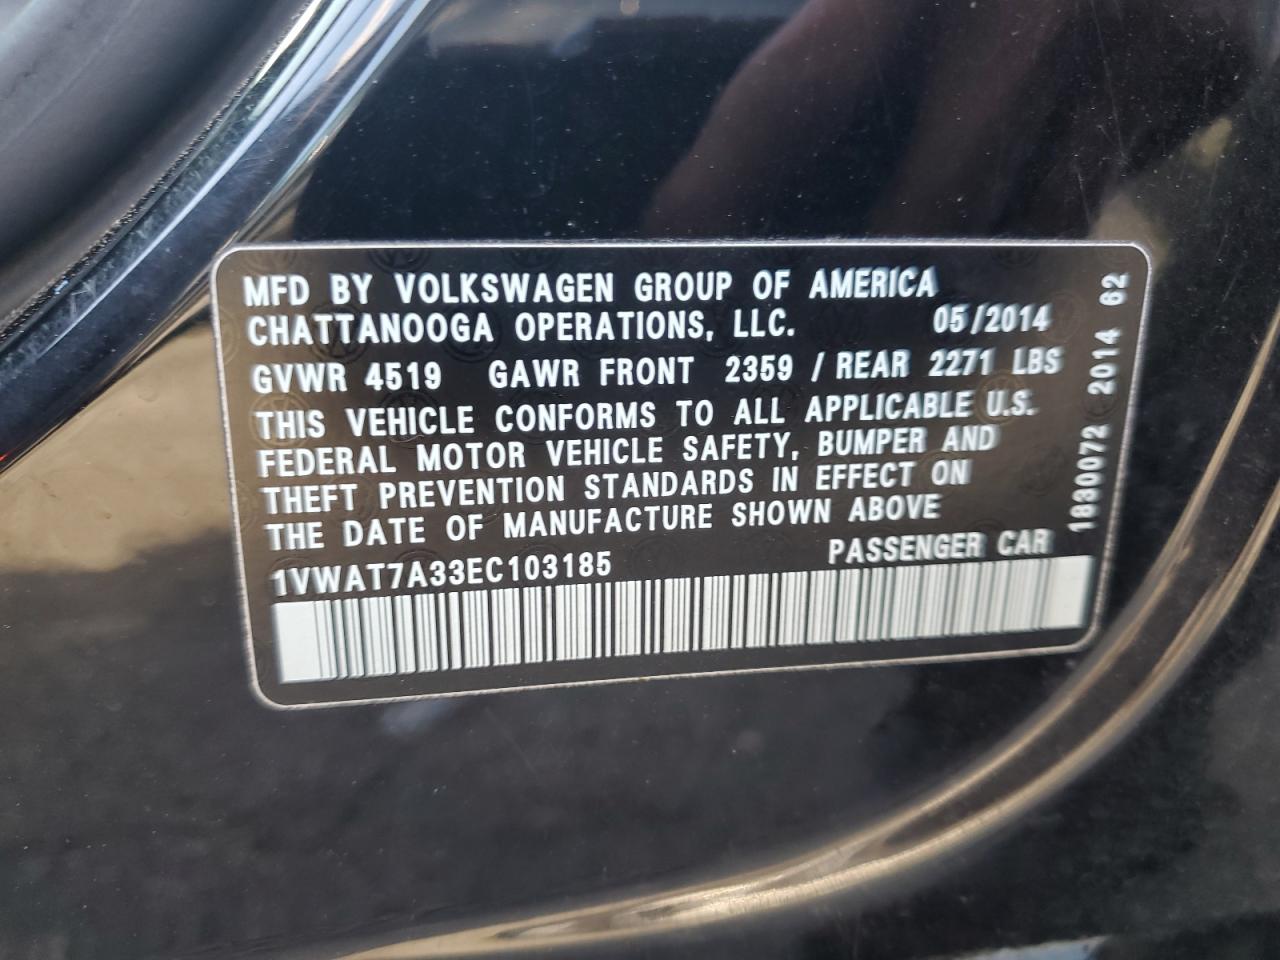 MFD BY VOLKSWAGEN GROUP OF AMERICA
CHATTANOOGA OPERATIONS, LLC. 05/2014
GVWR 4519 GAWR FRONT 2359 / REAR 2271 LBS
THIS VEHICLE CONFORMS TO ALL APPLICABLE U.S.
FEDERAL MOTOR VEHICLE SAFETY, BUMPER AND
THEFT PREVENTION STANDARDS IN EFFECT ON
THE DATE OF MANUFACTURE SHOWN ABOVE
1VWAT7A33EC103185 PASSENGER CAR
1830072 2014 62